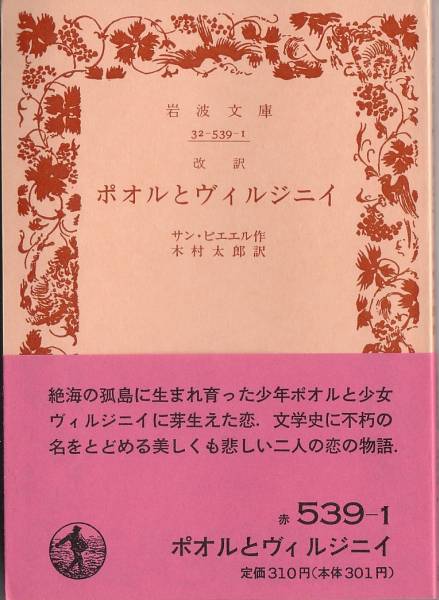 岩波文庫
32-539-1
改訳
ポオルとヴィルジニイ
サン・ピエエル作
木村太郎訳
絶海の孤島に生まれ育った少年ポオルと少女
ヴィルジニイに芽生えた恋．文学史に不朽の
名をとどめる美しくも悲しい二人の恋の物語．
赤 539-1
ポオルとヴィルジニイ
定価310円(本体301円)